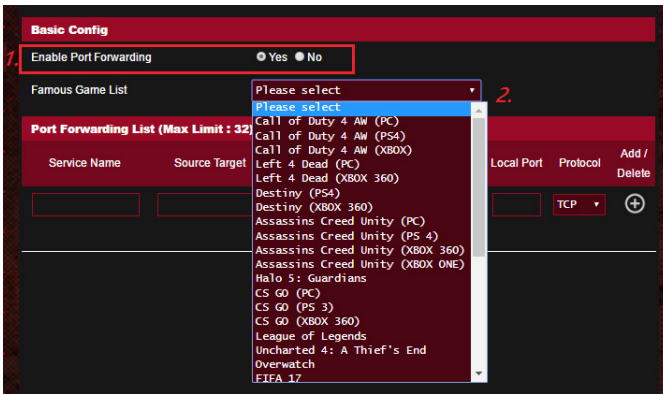 Basic Config
1.
Enable Port Forwarding Yes No
Famous Game List Please select 2.
Please select
Call of Duty 4 AW (PC)
Call of Duty 4 AW (PS4)
Call of Duty 4 AW (XBOX)
Left 4 Dead (PC)
Left 4 Dead (XBOX 360)
Destiny (PS4)
Destiny (XBOX 360)
Assassins Creed Unity (PC)
Assassins Creed Unity (PS 4)
Assassins Creed Unity (XBOX 360)
Assassins Creed Unity (XBOX ONE)
Halo 5: Guardians
CS GO (PC)
CS GO (PS 3)
CS GO (XBOX 360)
League of Legends
Uncharted 4: A Thief's End
Overwatch
FIFA 17
Port Forwarding List (Max Limit : 32)
Service Name Source Target Local Port Protocol Add / Delete
TCP